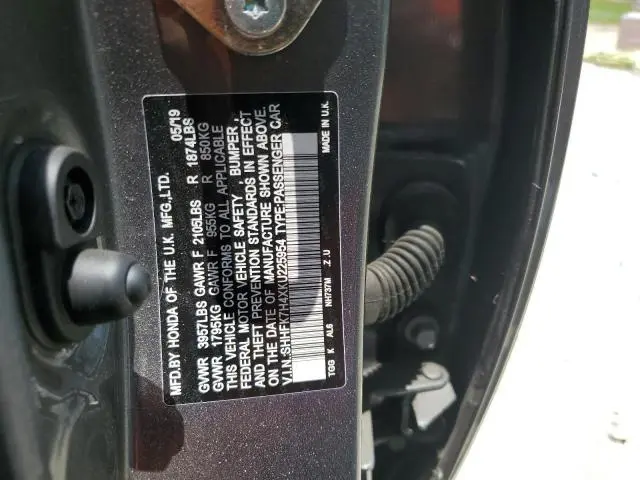 MFD.BY HONDA OF THE U.K. MFG.,LTD. 05/19
GVWR 3957LBS GAWR F 2105LBS R 1874LBS
GVWR 1795KG GAWR F 955KG R 850KG
THIS VEHICLE CONFORMS TO ALL APPLICABLE
FEDERAL MOTOR VEHICLE SAFETY , BUMPER ,
AND THEFT PREVENTION STANDARDS IN EFFECT
ON THE DATE OF MANUFACTURE SHOWN ABOVE.
V.I.N.:SHHFK7H4XKU225954 TYPE:PASSENGER CAR
TGG K AL6 NH737M Z U MADE IN U.K.